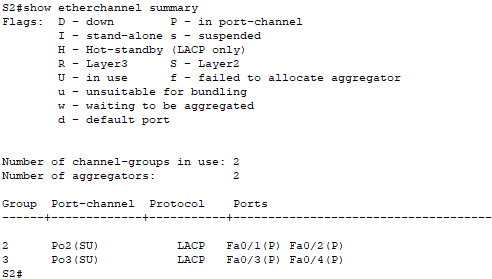 S2#show etherchannel summary
Flags:  D - down        P - in port-channel
        I - stand-alone s - suspended
        H - Hot-standby (LACP only)
        R - Layer3      S - Layer2
        U - in use      f - failed to allocate aggregator
        u - unsuitable for bundling
        w - waiting to be aggregated
        d - default port
Number of channel-groups in use: 2
Number of aggregators:           2
Group  Port-channel  Protocol    Ports
------+-------------+-----------+----------------------------------------------
2      Po2(SU)           LACP   Fa0/1(P) Fa0/2(P)
3      Po3(SU)           LACP   Fa0/3(P) Fa0/4(P)
S2#